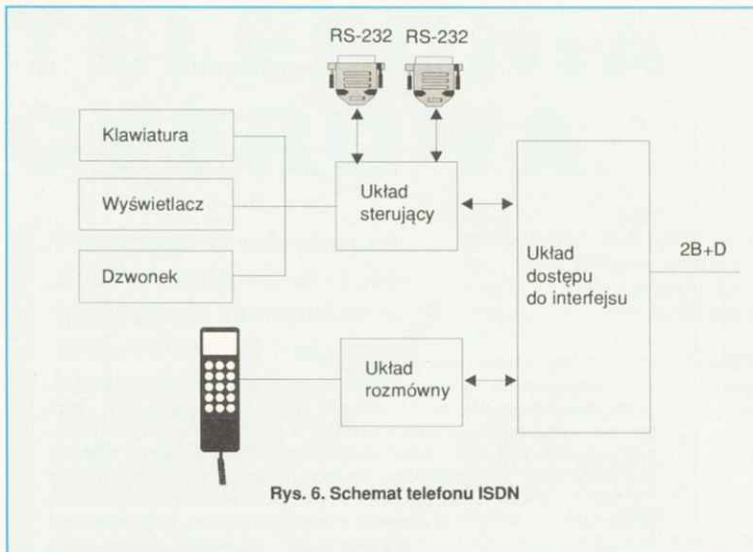 RS-232 RS-232
Klawiatura
Wyświetlacz
Dzwonek
Układ
sterujący
Układ
rozmówny
Układ
dostępu
do interfejsu
2B+D
Rys. 6. Schemat telefonu ISDN